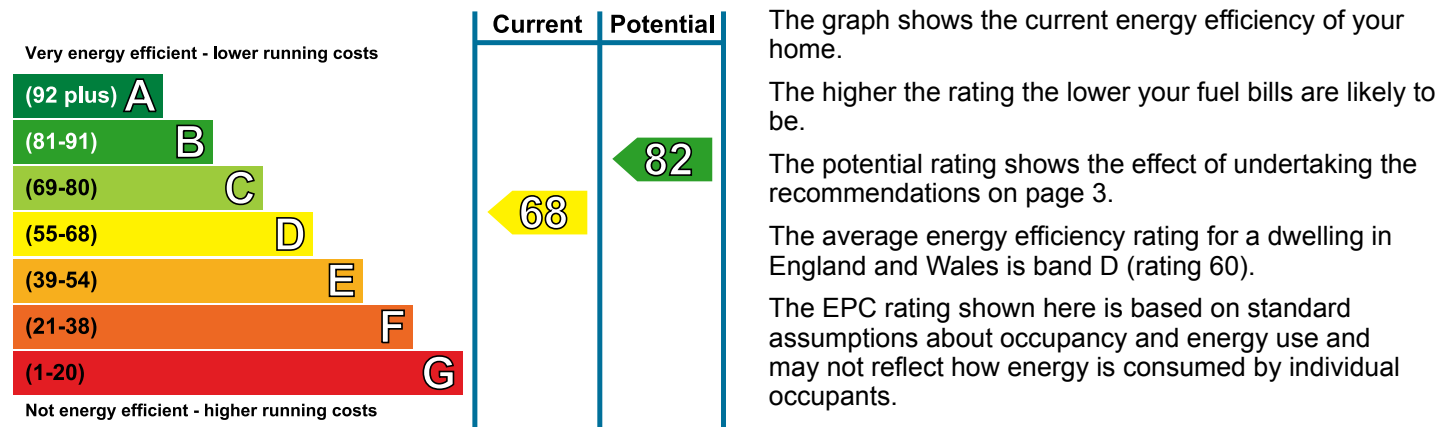 Current Potential
Very energy efficient - lower running costs
(92 plus) A
(81-91) B
82
(69-80) C
68
(55-68) D
(39-54) E
(21-38) F
(1-20) G
Not energy efficient - higher running costs
The graph shows the current energy efficiency of your
home.
The higher the rating the lower your fuel bills are likely to
be.
The potential rating shows the effect of undertaking the
recommendations on page 3.
The average energy efficiency rating for a dwelling in
England and Wales is band D (rating 60).
The EPC rating shown here is based on standard
assumptions about occupancy and energy use and
may not reflect how energy is consumed by individual
occupants.